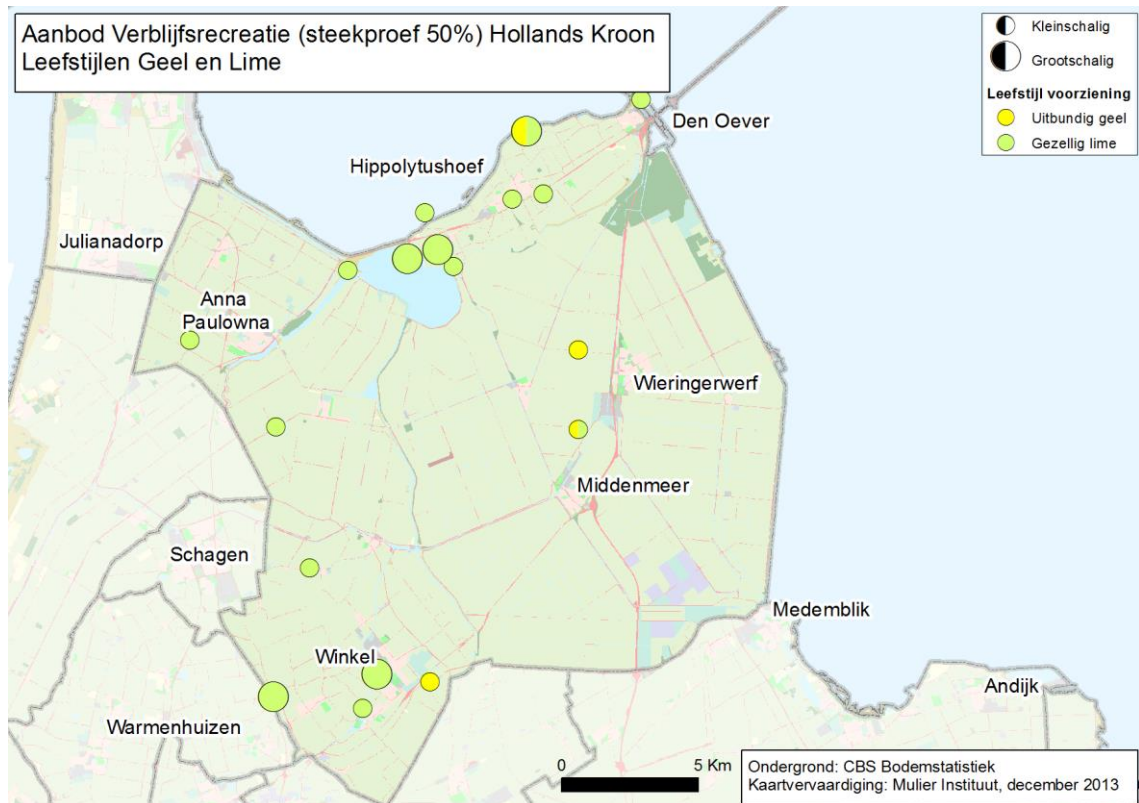 Aanbod Verblijfsrecreatie (steekproef 50%) Hollands Kroon
Leefstijlen Geel en Lime
Kleinschalig
Grootschalig
Leefstijl voorziening
Uitbundig geel
Gezellig lime
Den Oever
Hippolytushoef
Julianadorp
Anna
Paulowna
Wieringerwerf
Middenmeer
Schagen
Medemblik
Winkel
Andijk
Warmenhuizen
0 5 Km
Ondergrond: CBS Bodemstatistiek
Kaartvervaardiging: Mulier Instituut, december 2013